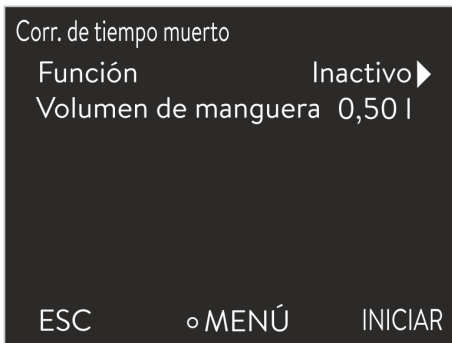 Corr. de tiempo muerto
Función Inactivo
Volumen de manguera 0,50 l
ESC MENÚ INICIAR